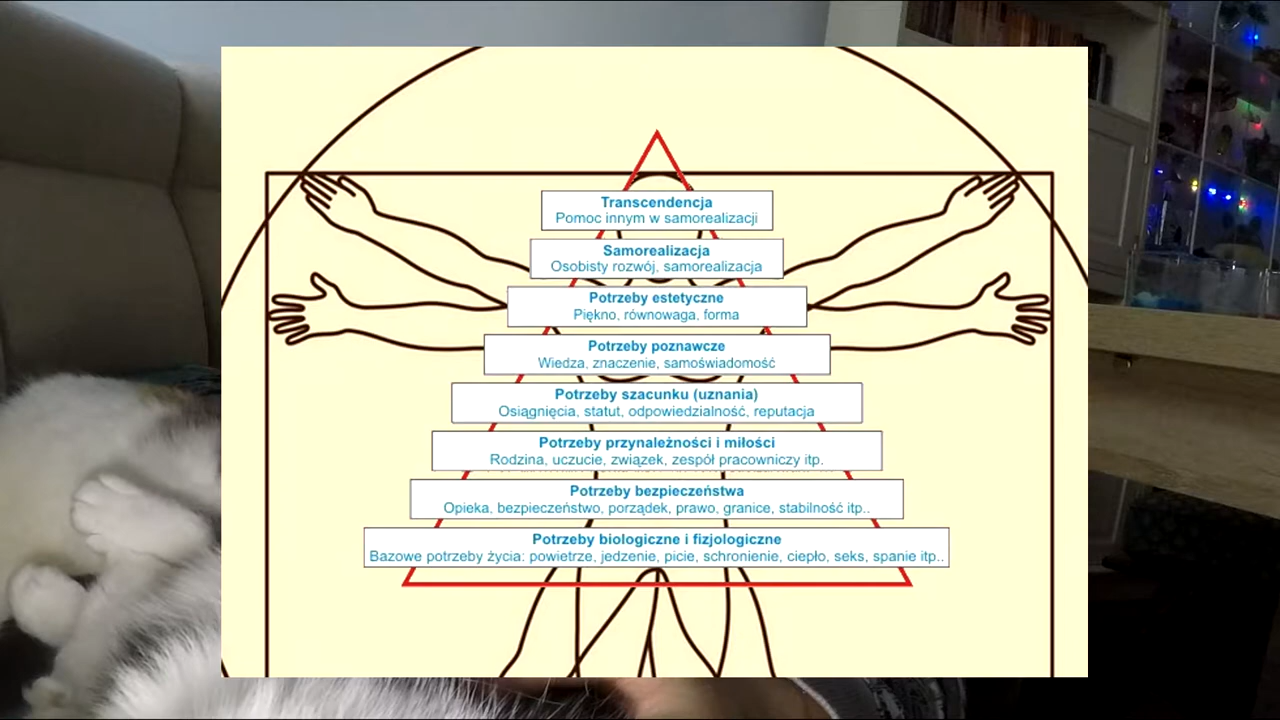 Transcendencja
Pomoc innym w samorealizacji
Samorealizacja
Osobisty rozwój, samorealizacja
Potrzeby estetyczne
Piękno, równowaga, forma
Potrzeby poznawcze
Wiedza, znaczenie, samoświadomość
Potrzeby szacunku (uznania)
Osiągnięcia, statut, odpowiedzialność, reputacja
Potrzeby przynależności i miłości
Rodzina, uczucie, związek, zespół pracowniczy itp.
Potrzeby bezpieczeństwa
Opieka, bezpieczeństwo, porządek, prawo, granice, stabilność itp..
Potrzeby biologiczne i fizjologiczne
Bazowe potrzeby życia: powietrze, jedzenie, picie, schronienie, ciepło, seks, spanie itp..